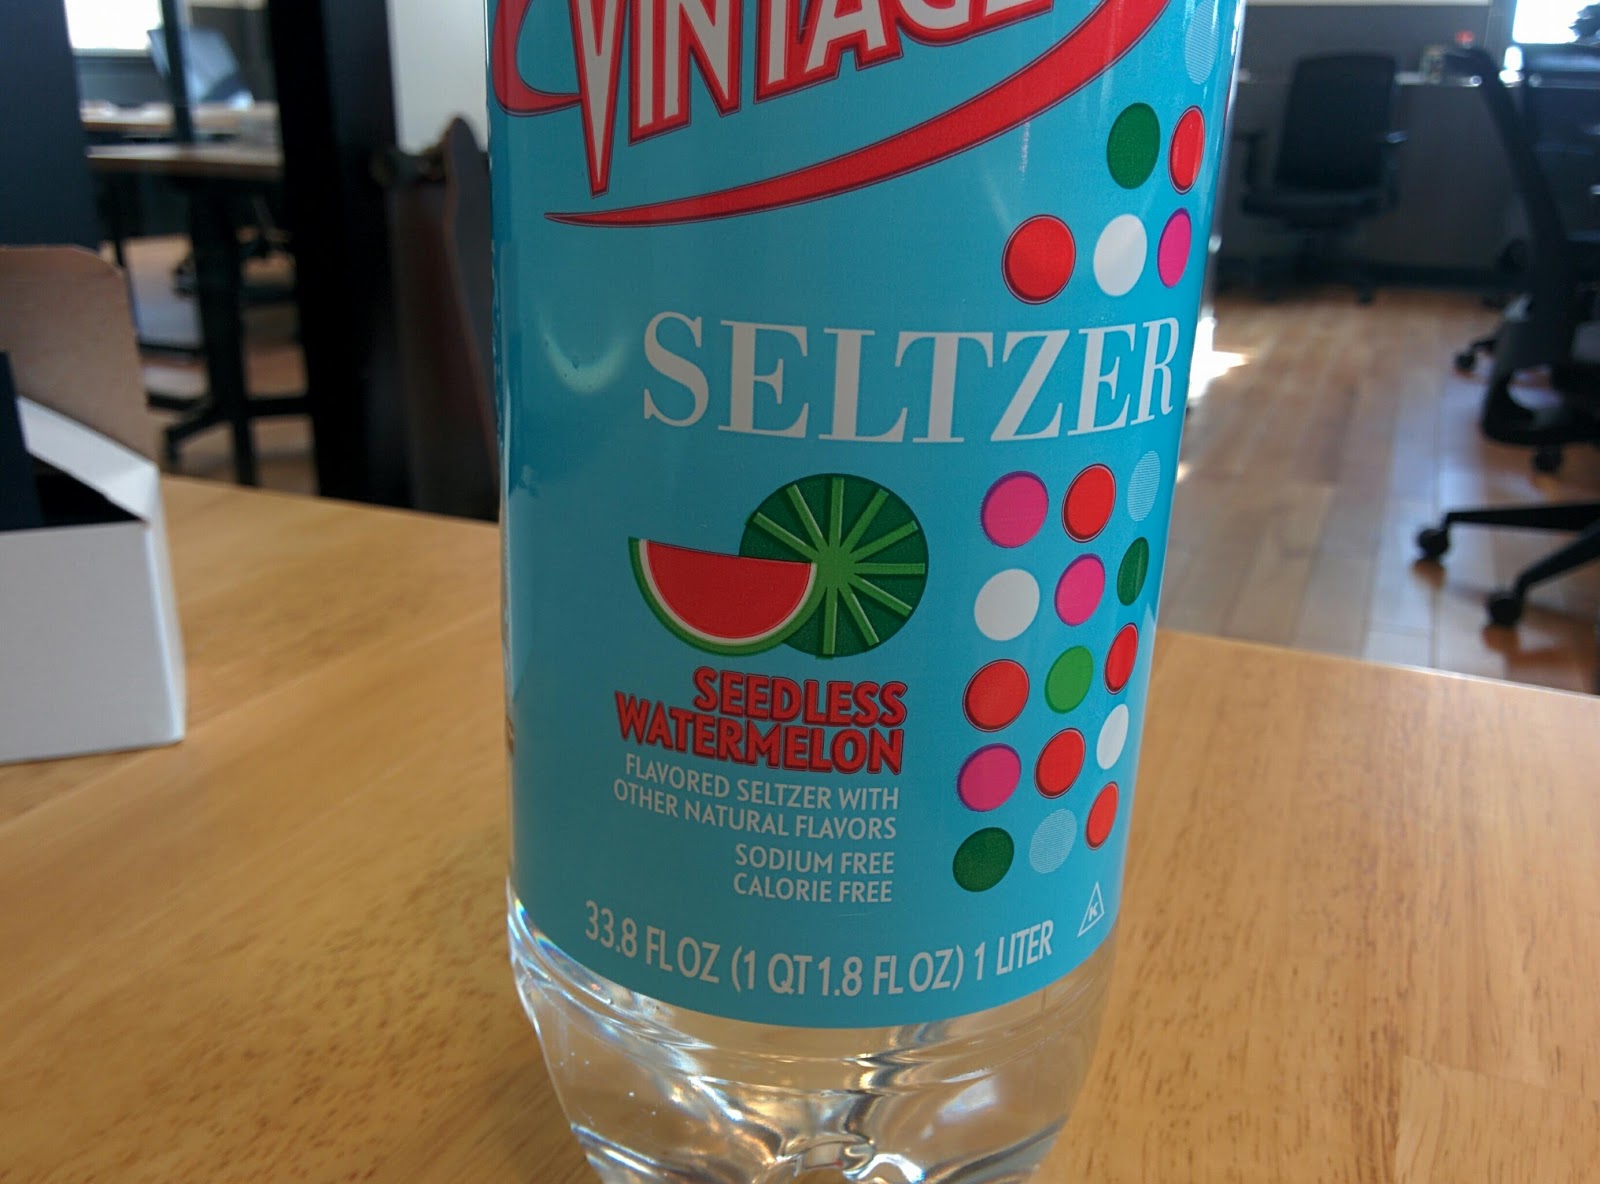 VINTAGE
SELTZER
SEEDLESS
WATERMELON
FLAVORED SELTZER WITH
OTHER NATURAL FLAVORS
SODIUM FREE
CALORIE FREE
33.8 FL OZ (1 QT 1.8 FL OZ) 1 LITER
K